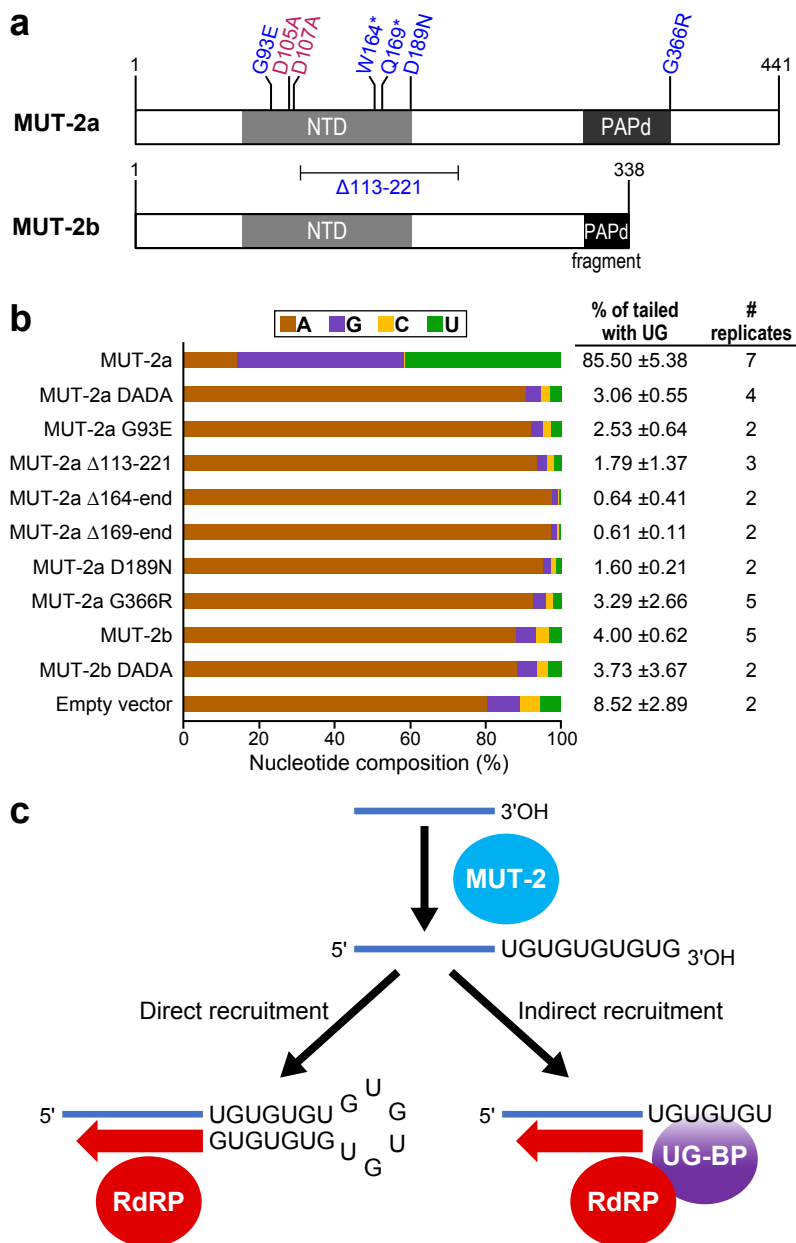 a
G93E
D105A
D107A
W164*
Q169*
D189N
G366R
1
441
MUT-2a
NTD
PAPd
1
Δ113-221
338
MUT-2b
NTD
PAPd
fragment
b
A G C U
% of tailed with UG
# replicates
MUT-2a 85.50 ±5.38 7
MUT-2a DADA 3.06 ±0.55 4
MUT-2a G93E 2.53 ±0.64 2
MUT-2a Δ113-221 1.79 ±1.37 3
MUT-2a Δ164-end 0.64 ±0.41 2
MUT-2a Δ169-end 0.61 ±0.11 2
MUT-2a D189N 1.60 ±0.21 2
MUT-2a G366R 3.29 ±2.66 5
MUT-2b 4.00 ±0.62 5
MUT-2b DADA 3.73 ±3.67 2
Empty vector 8.52 ±2.89 2
0 20 40 60 80 100
Nucleotide composition (%)
c
3'OH
MUT-2
5' UGUGUGUGUG 3'OH
Direct recruitment
Indirect recruitment
5' UGUGUGU G U G U G U
GUGUGUG
RdRP
5' UGUGUGU
UG-BP
RdRP